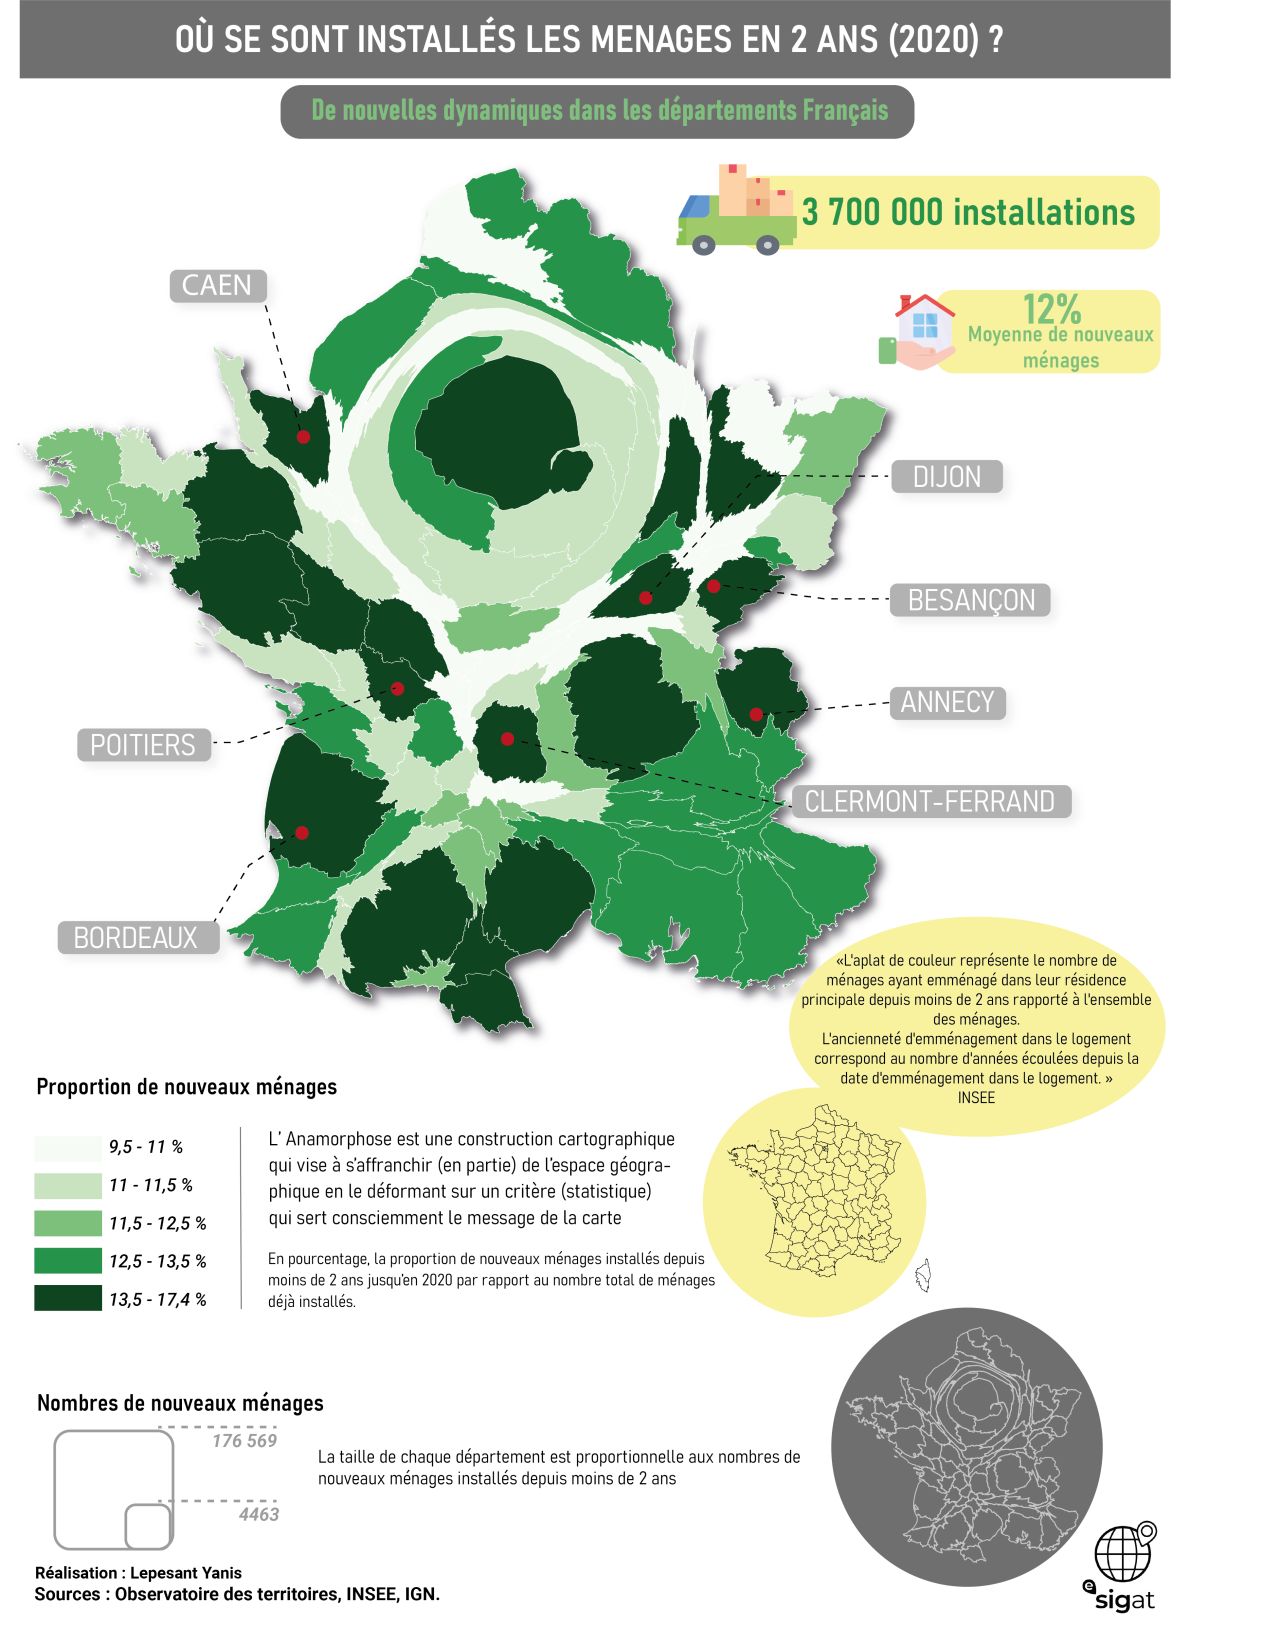 OÙ SE SONT INSTALLÉS LES MENAGES EN 2 ANS (2020) ?
De nouvelles dynamiques dans les départements Français
3 700 000 installations
12%
Moyenne de nouveaux
ménages
CAEN
DIJON
BESANÇON
ANNECY
POITIERS
CLERMONT-FERRAND
BORDEAUX
«L'aplat de couleur représente le nombre de
ménages ayant emménagé dans leur résidence
principale depuis moins de 2 ans rapporté à l'ensemble
des ménages.
L'ancienneté d'emménagement dans le logement
correspond au nombre d'années écoulées depuis la
date d'emménagement dans le logement. »
INSEE
Proportion de nouveaux ménages
9,5 - 11 %
11 - 11,5 %
11,5 - 12,5 %
12,5 - 13,5 %
13,5 - 17,4 %
L' Anamorphose est une construction cartographique
qui vise à s'affranchir (en partie) de l'espace géogra-
phique en le déformant sur un critère (statistique)
qui sert consciemment le message de la carte
En pourcentage, la proportion de nouveaux ménages installés depuis
moins de 2 ans jusqu'en 2020 par rapport au nombre total de ménages
déjà installés.
Nombres de nouveaux ménages
176 569
4463
La taille de chaque département est proportionnelle aux nombres de
nouveaux ménages installés depuis moins de 2 ans
Réalisation : Lepesant Yanis
Sources : Observatoire des territoires, INSEE, IGN.
e
sigat